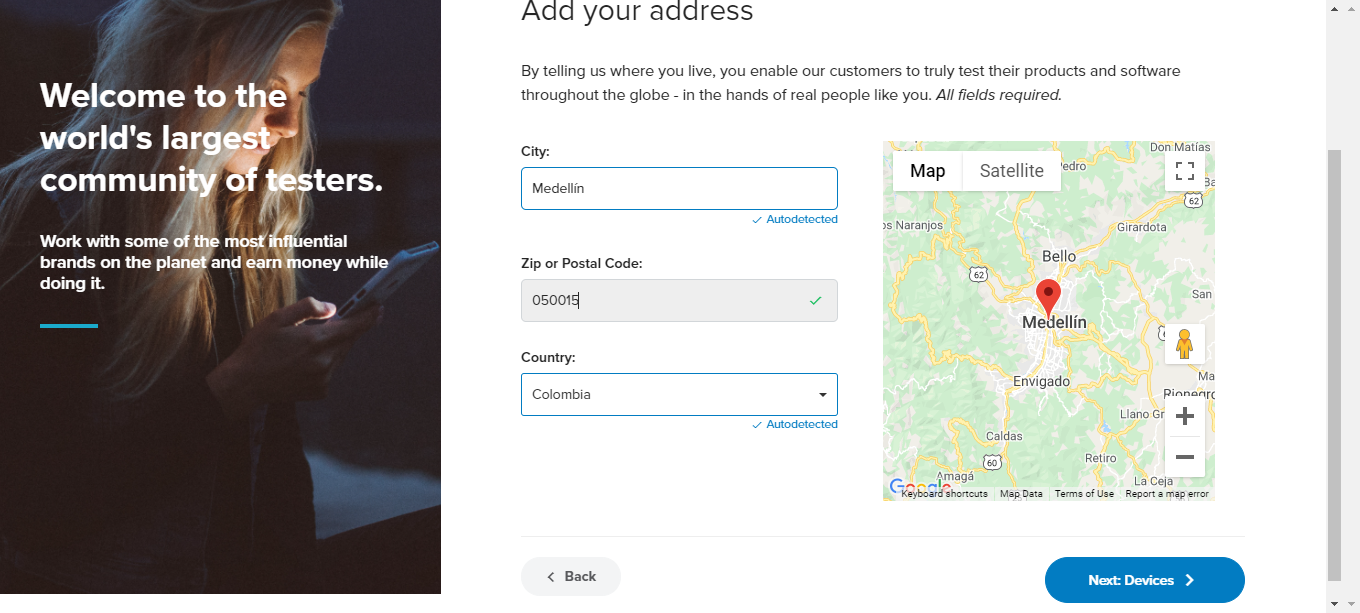 Add your address
Welcome to the
world's largest
community of testers.
Work with some of the most influential
brands on the planet and earn money while
doing it.
By telling us where you live, you enable our customers to truly test their products and software
throughout the globe - in the hands of real people like you. All fields required.
City:
Medellín
Autodetected
Zip or Postal Code:
050015
Country:
Colombia
Autodetected
Map
Satellite
Don Matías
62
os Naranjos
Girardota
Bello
62
San
Medellín
Envigado
Rionegro
Llano Gr
Caldas
60
Retiro
Amagá
La Ceja
Google
Keyboard shortcuts
Map Data
Terms of Use
Report a map error
Back
Next: Devices